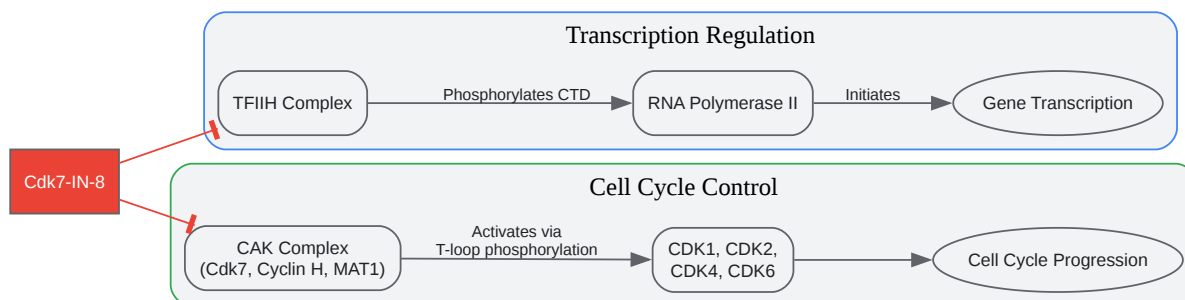 Transcription Regulation
TFIIH Complex
Phosphorylates CTD
RNA Polymerase II
Initiates
Gene Transcription
Cdk7-IN-8
Cell Cycle Control
CAK Complex
(Cdk7, Cyclin H, MAT1)
Activates via
T-loop phosphorylation
CDK1, CDK2,
CDK4, CDK6
Cell Cycle Progression